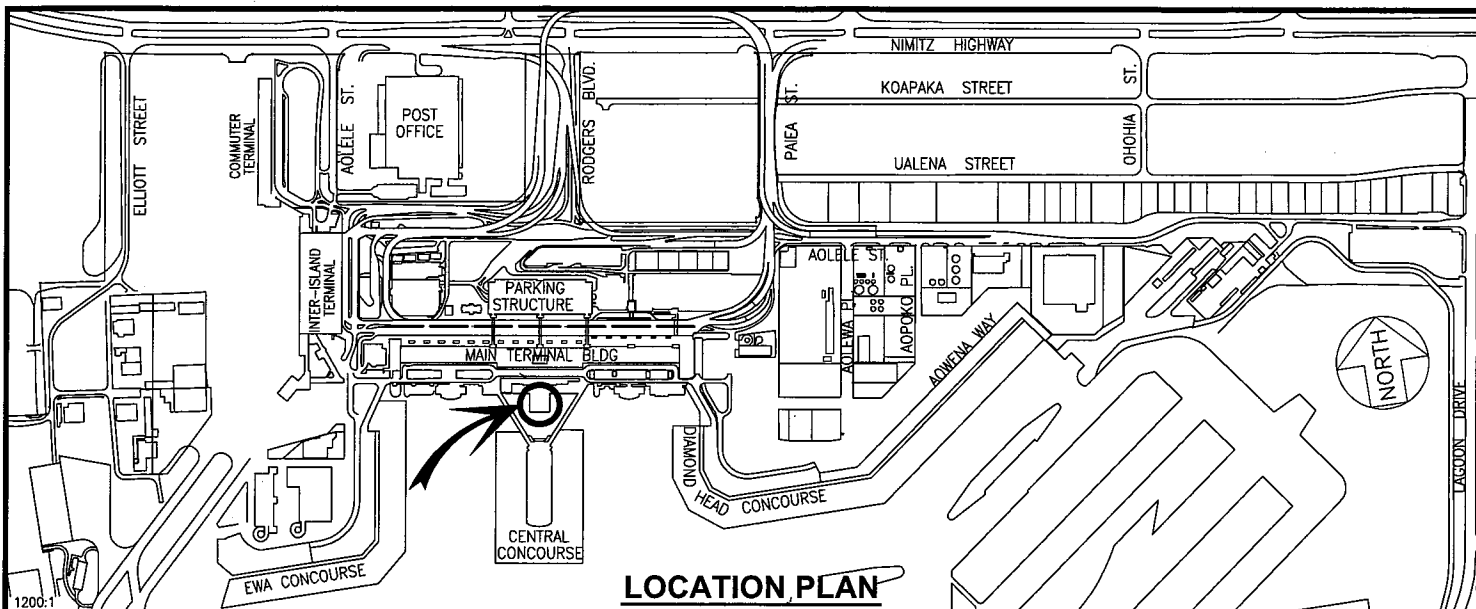 NIMITZ HIGHWAY
KOAPAKA STREET
UALENA STREET
ELLIOTT STREET
COMMUTER
TERMINAL
AOLELE ST.
POST
OFFICE
RODGERS BLVD.
PAIEA ST.
OHOHIA ST.
INTER-ISLAND
TERMINAL
PARKING
STRUCTURE
MAIN TERMINAL BLDG
AOLELE ST.
AOLEWA PL.
AOPOKO PL.
AOWENA WAY
NORTH
LAGOON DRIVE
DIAMOND HEAD CONCOURSE
CENTRAL
CONCOURSE
EWA CONCOURSE
LOCATION PLAN
1200:1